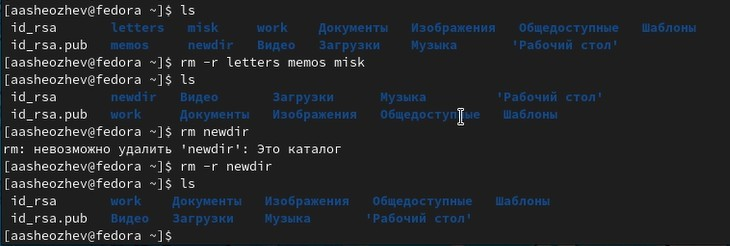 [aasheozhev@fedora ~]$ ls
id_rsa letters misk work Документы Изображения Общедоступные Шаблоны
id_rsa.pub memos newdir Видео Загрузки Музыка 'Рабочий стол'
[aasheozhev@fedora ~]$ rm -r letters memos misk
[aasheozhev@fedora ~]$ ls
id_rsa newdir Видео Загрузки Музыка 'Рабочий стол'
id_rsa.pub work Документы Изображения Общедоступные Шаблоны
[aasheozhev@fedora ~]$ rm newdir
rm: невозможно удалить 'newdir': Это каталог
[aasheozhev@fedora ~]$ rm -r newdir
[aasheozhev@fedora ~]$ ls
id_rsa work Документы Изображения Общедоступные Шаблоны
id_rsa.pub Видео Загрузки Музыка 'Рабочий стол'
[aasheozhev@fedora ~]$